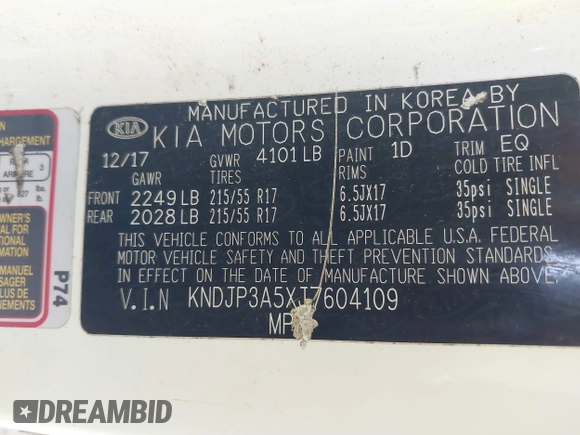 MANUFACTURED IN KOREA BY
KIA KIA MOTORS CORPORATION
12/17 GVWR 4101 LB PAINT 1D TRIM EQ
GAWR TIRES RIMS COLD TIRE INFL
FRONT 2249 LB 215/55 R17 6.5JX17 35psi SINGLE
REAR 2028 LB 215/55 R17 6.5JX17 35psi SINGLE
THIS VEHICLE CONFORMS TO ALL APPLICABLE U.S.A. FEDERAL
MOTOR VEHICLE SAFETY AND THEFT PREVENTION STANDARDS
IN EFFECT ON THE DATE OF MANUFACTURE SHOWN ABOVE.
V.I.N KNDJP3A5XJ7604109
P74
DREAMBID